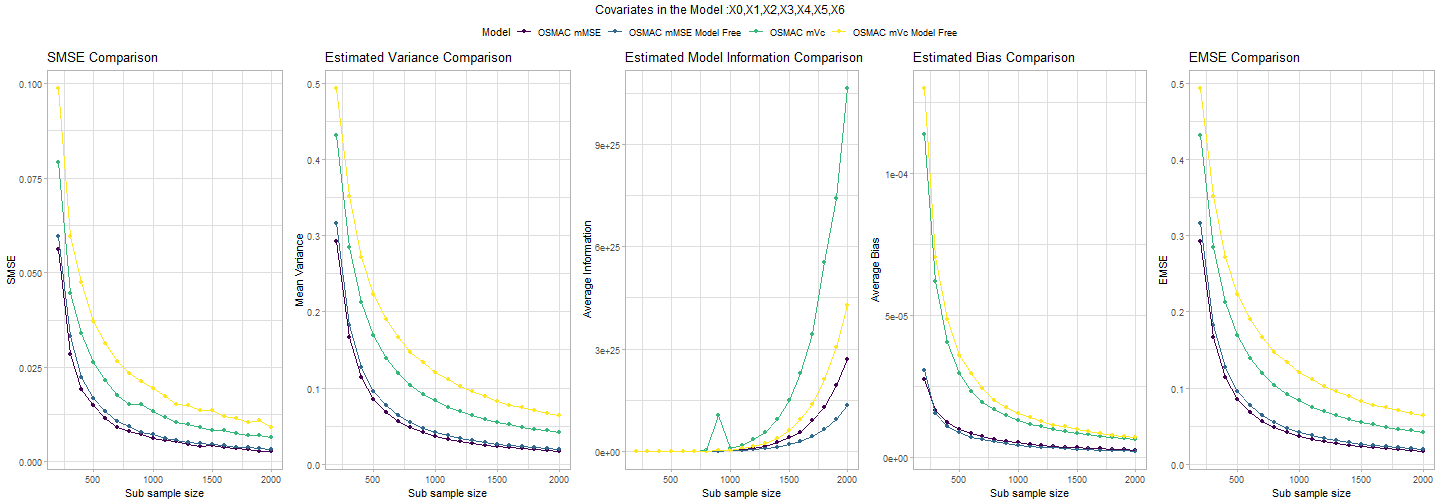 Covariates in the Model :X0,X1,X2,X3,X4,X5,X6
Model OSMAC mMSE OSMAC mMSE Model Free OSMAC mVc OSMAC mVc Model Free
SMSE Comparison
SMSE
0.100
0.075
0.050
0.025
0.000
500 1000 1500 2000
Sub sample size
Estimated Variance Comparison
Mean Variance
0.5
0.4
0.3
0.2
0.1
0.0
500 1000 1500 2000
Sub sample size
Estimated Model Information Comparison
Average Information
9e+25
6e+25
3e+25
0e+00
500 1000 1500 2000
Sub sample size
Estimated Bias Comparison
Average Bias
1e-04
5e-05
0e+00
500 1000 1500 2000
Sub sample size
EMSE Comparison
EMSE
0.5
0.4
0.3
0.2
0.1
0.0
500 1000 1500 2000
Sub sample size